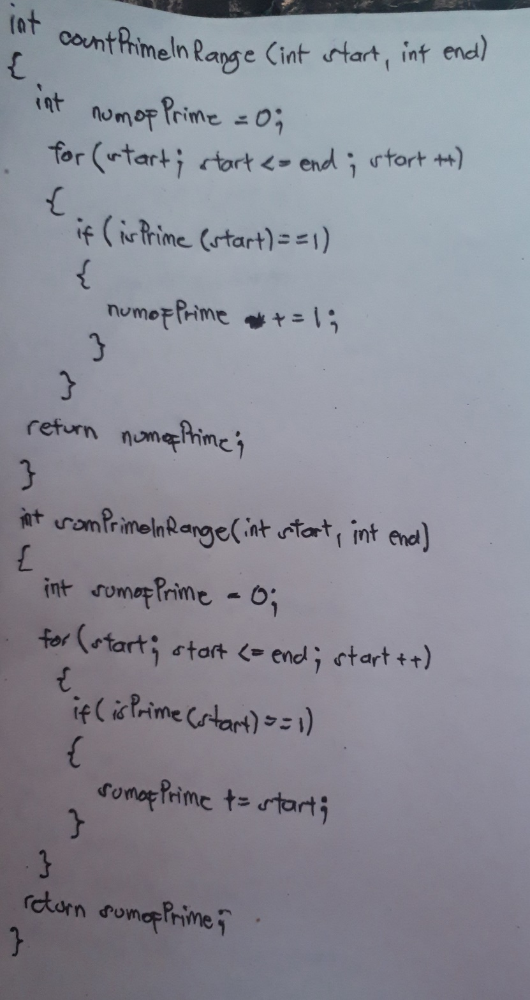 int countPrimeInRange (int start, int end)
{
int numofPrime = 0;
for (start; start <= end; start ++)
{
if (isPrime (start) == 1)
{
numofPrime += 1;
}
}
return numofPrime;
}
int sumPrimeInRange(int start, int end)
{
int sumofPrime = 0;
for (start; start <= end; start ++)
{
if (isPrime (start) == 1)
{
sumofPrime += start;
}
}
return sumofPrime;
}